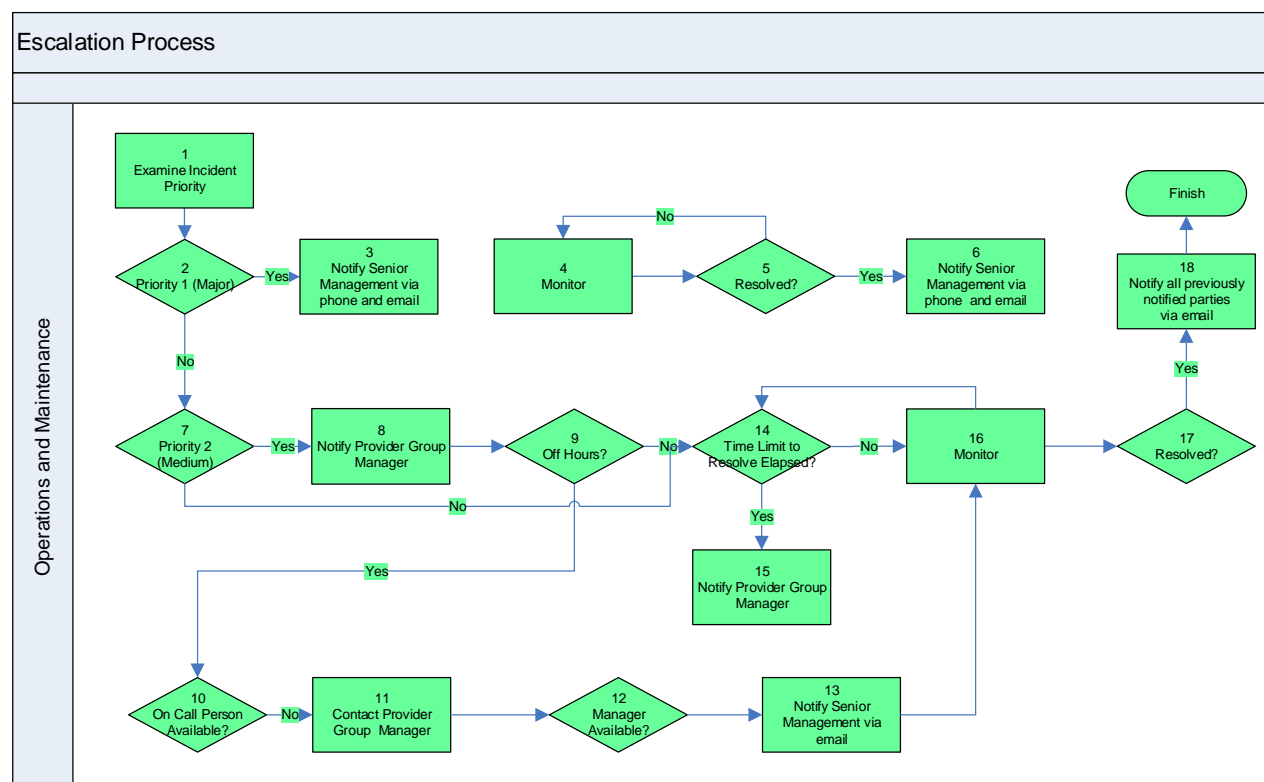 Escalation Process
Operations and Maintenance
1
Examine Incident
Priority
2
Priority 1 (Major)
Yes
3
Notify Senior
Management via
phone and email
No
4
Monitor
No
5
Resolved?
Yes
6
Notify Senior
Management via
phone and email
Finish
18
Notify all previously
notified parties
via email
Yes
7
Priority 2
(Medium)
Yes
8
Notify Provider Group
Manager
9
Off Hours?
No
14
Time Limit to
Resolve Elapsed?
No
16
Monitor
17
Resolved?
No
Yes
Yes
15
Notify Provider Group
Manager
10
On Call Person
Available?
No
11
Contact Provider
Group Manager
12
Manager
Available?
13
Notify Senior
Management via
email